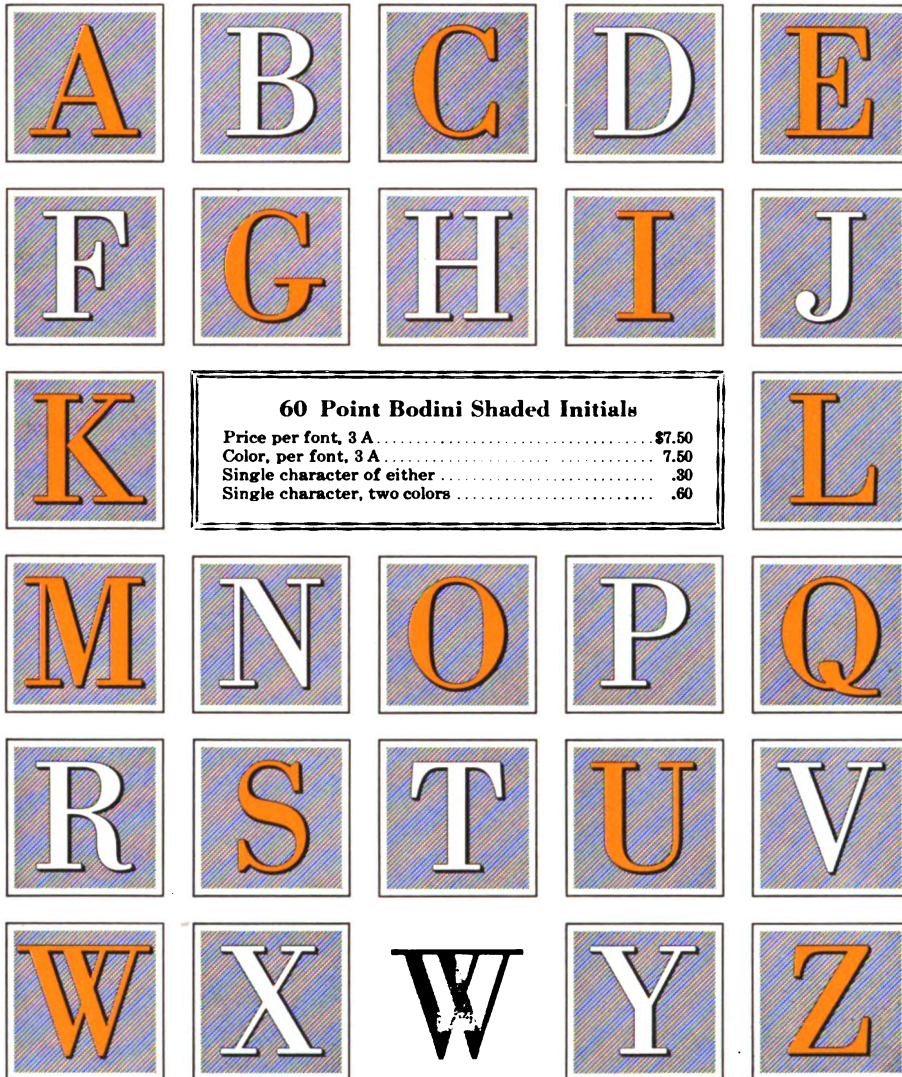 A B C D E
F G H I J
K
60 Point Bodini Shaded Initials
Price per font, 3 A ........................................ $7.50
Color, per font, 3 A ....................................... 7.50
Single character of either ............................... .30
Single character, two colors ............................ .60
L
M N O P Q
R S T U V
W X W Y Z